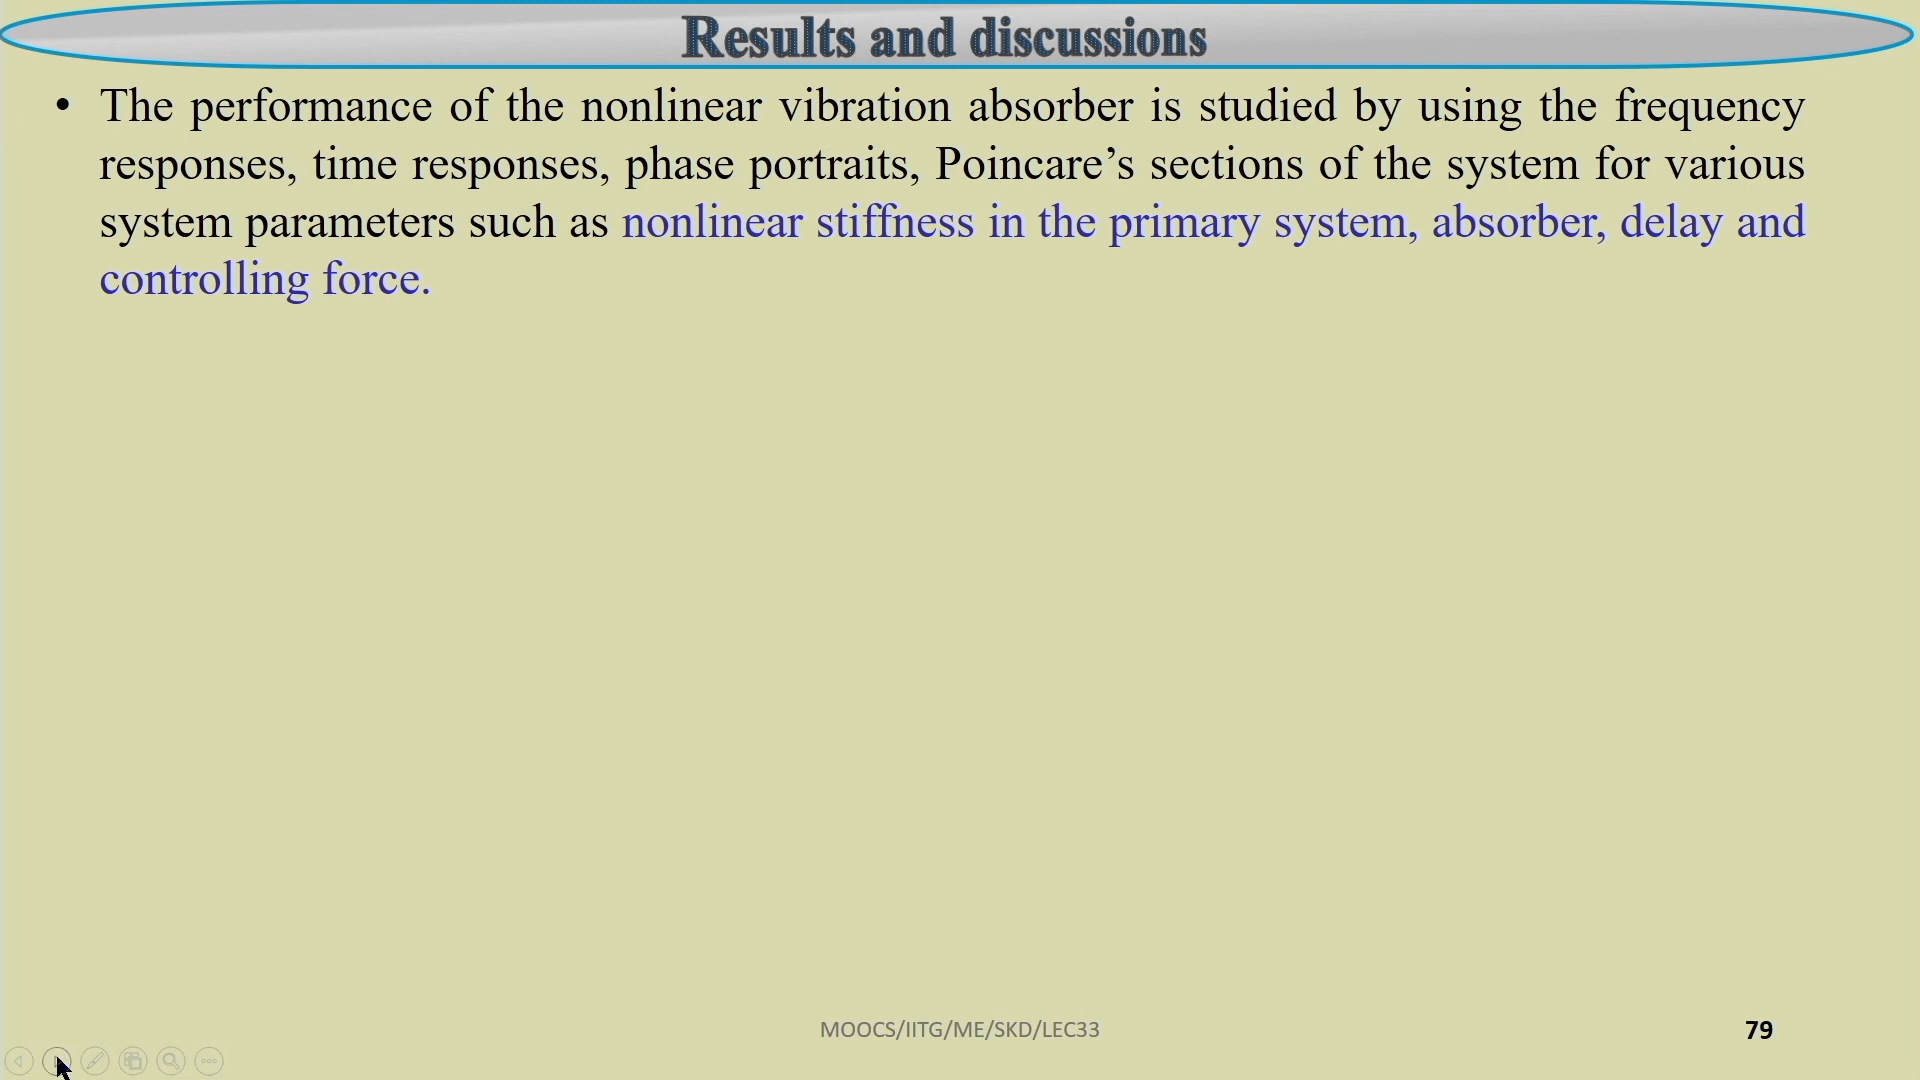 Results and discussions
• The performance of the nonlinear vibration absorber is studied by using the frequency
responses, time responses, phase portraits, Poincare’s sections of the system for various
system parameters such as nonlinear stiffness in the primary system, absorber, delay and
controlling force.
MOOCS/IITG/ME/SKD/LEC33
79